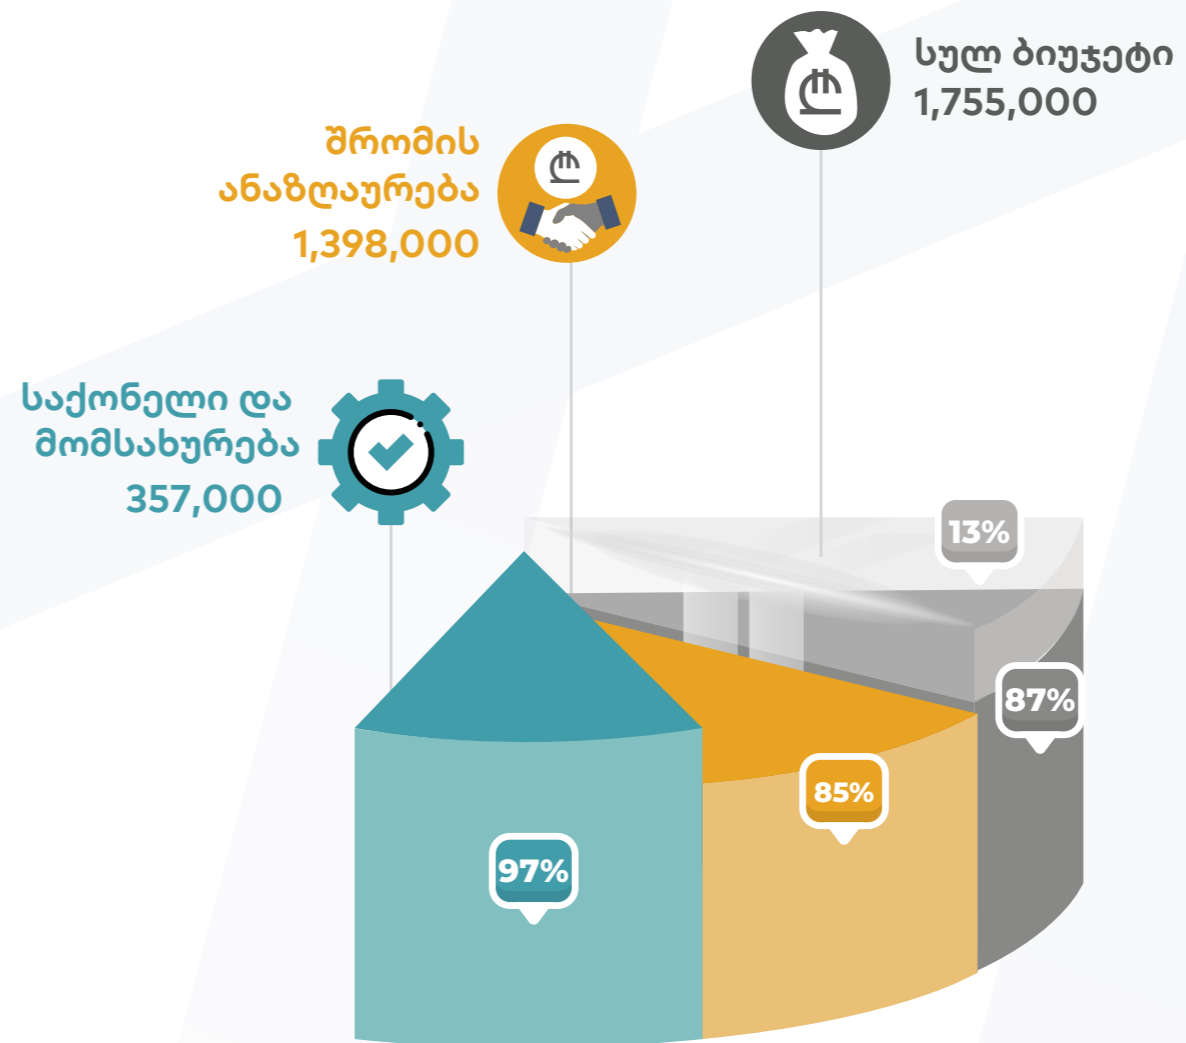 სულ ბიუჯეტი
1,755,000
შრომის
ანაზღაურება
1,398,000
საქონელი და
მომსახურება
357,000
13%
87%
85%
97%